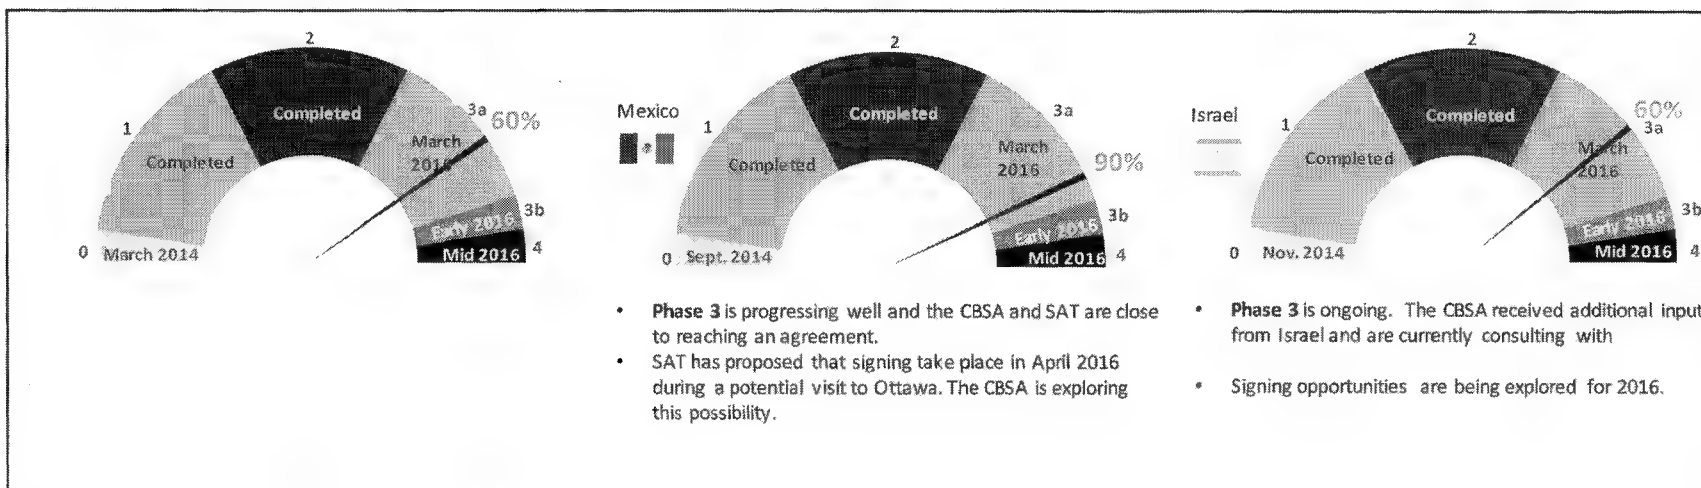 2
Completed
3a
60%
1
March
2016
Completed
3b
Early 2016
0 March 2014
Mid 2016 4
Mexico
2
Completed
3a
1
March
2016
90%
Completed
3b
Early 2016
0 Sept. 2014
Mid 2016 4
• Phase 3 is progressing well and the CBSA and SAT are close
to reaching an agreement.
• SAT has proposed that signing take place in April 2016
during a potential visit to Ottawa. The CBSA is exploring
this possibility.
Israel
2
Completed
60%
3a
1
March
2016
Completed
3b
Early 2016
0 Nov. 2014
Mid 2016 4
• Phase 3 is ongoing. The CBSA received additional input
from Israel and are currently consulting with
• Signing opportunities are being explored for 2016.